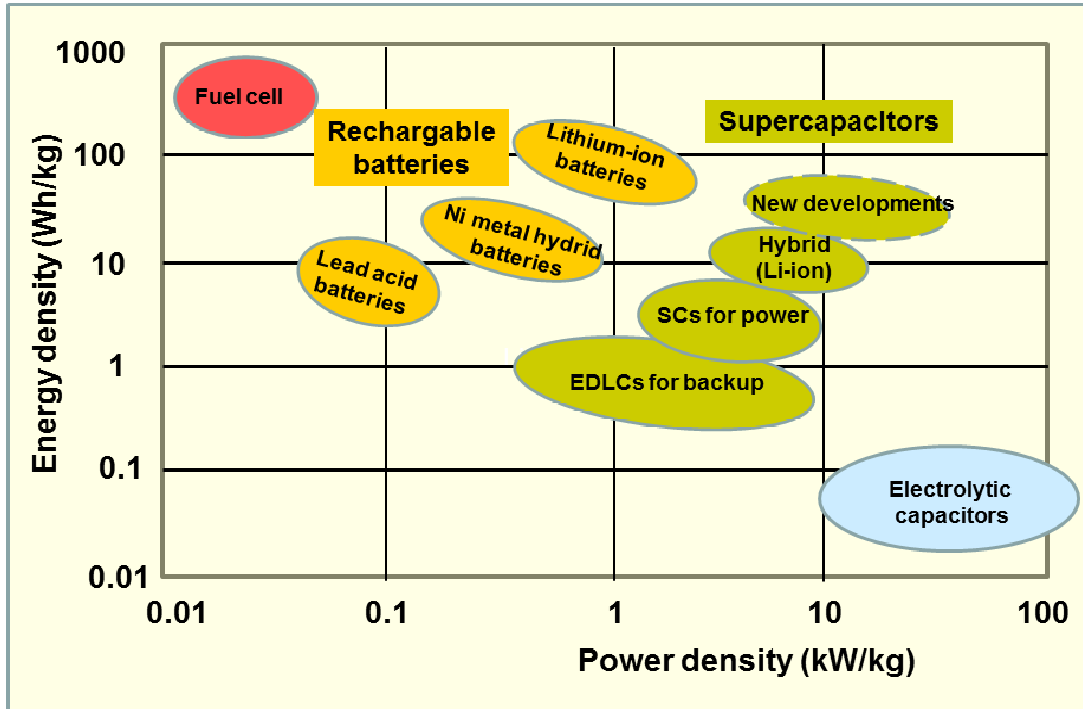 1000
Fuel cell
Rechargable
batteries
Lithium-ion
batteries
Supercapacitors
100
New developments
Ni metal hydrid
batteries
Hybrid
(Li-ion)
10
Lead acid
batteries
SCs for power
1
EDLCs for backup
0.1
Electrolytic
capacitors
0.01
Energy density (Wh/kg)
0.01
0.1
1
10
100
Power density (kW/kg)